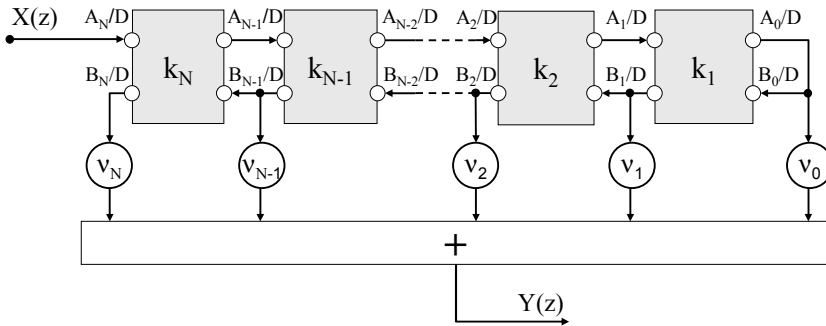 X(z) A_N/D A_{N-1}/D A_{N-2}/D A_2/D A_1/D A_0/D
k_N k_{N-1} k_2 k_1
B_N/D B_{N-1}/D B_{N-2}/D B_2/D B_1/D B_0/D
ν_N ν_{N-1} ν_2 ν_1 ν_0
+
Y(z)